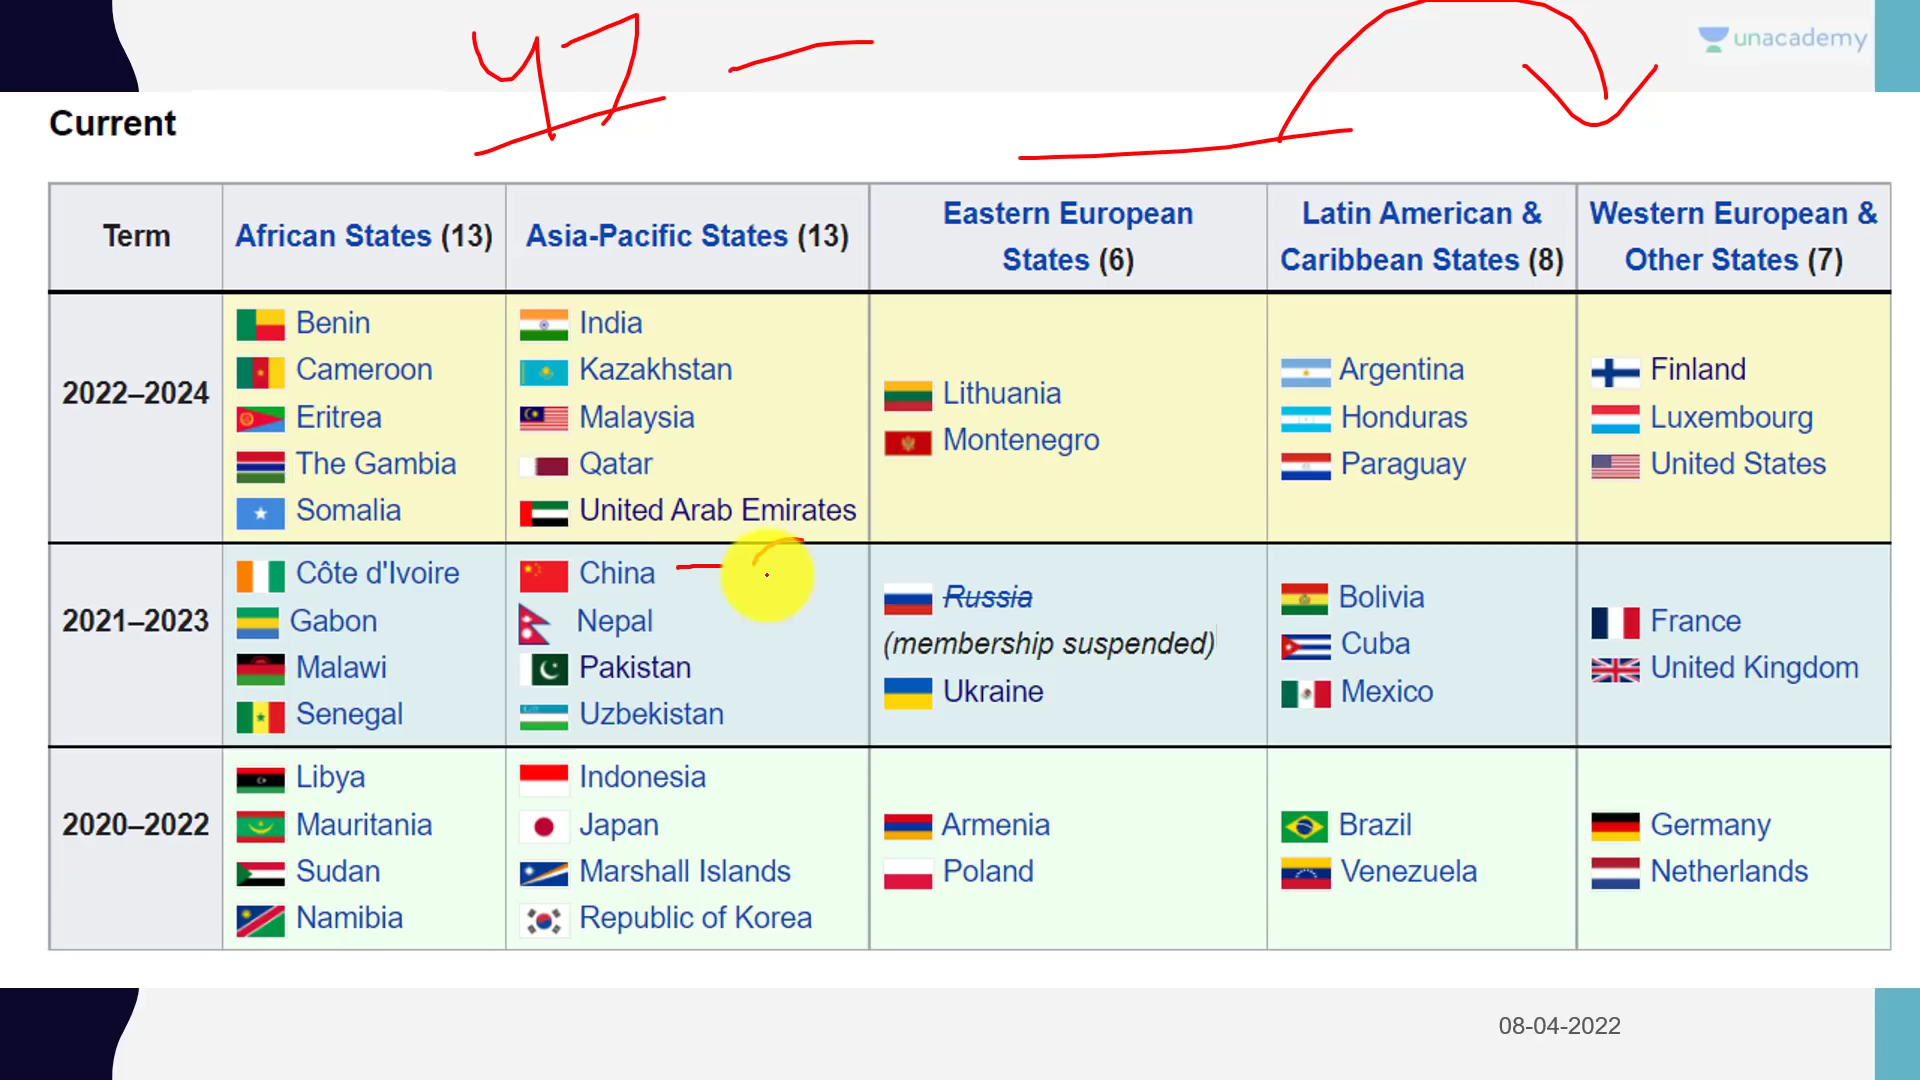 47 —
unacademy
Current
Term
African States (13)
Asia-Pacific States (13)
Eastern European
States (6)
Latin American &
Caribbean States (8)
Western European &
Other States (7)
2022–2024
Benin
Cameroon
Eritrea
The Gambia
Somalia
India
Kazakhstan
Malaysia
Qatar
United Arab Emirates
Lithuania
Montenegro
Argentina
Honduras
Paraguay
Finland
Luxembourg
United States
2021–2023
Côte d'Ivoire
Gabon
Malawi
Senegal
China
Nepal
Pakistan
Uzbekistan
Russia
(membership suspended)
Ukraine
Bolivia
Cuba
Mexico
France
United Kingdom
2020–2022
Libya
Mauritania
Sudan
Namibia
Indonesia
Japan
Marshall Islands
Republic of Korea
Armenia
Poland
Brazil
Venezuela
Germany
Netherlands
08-04-2022